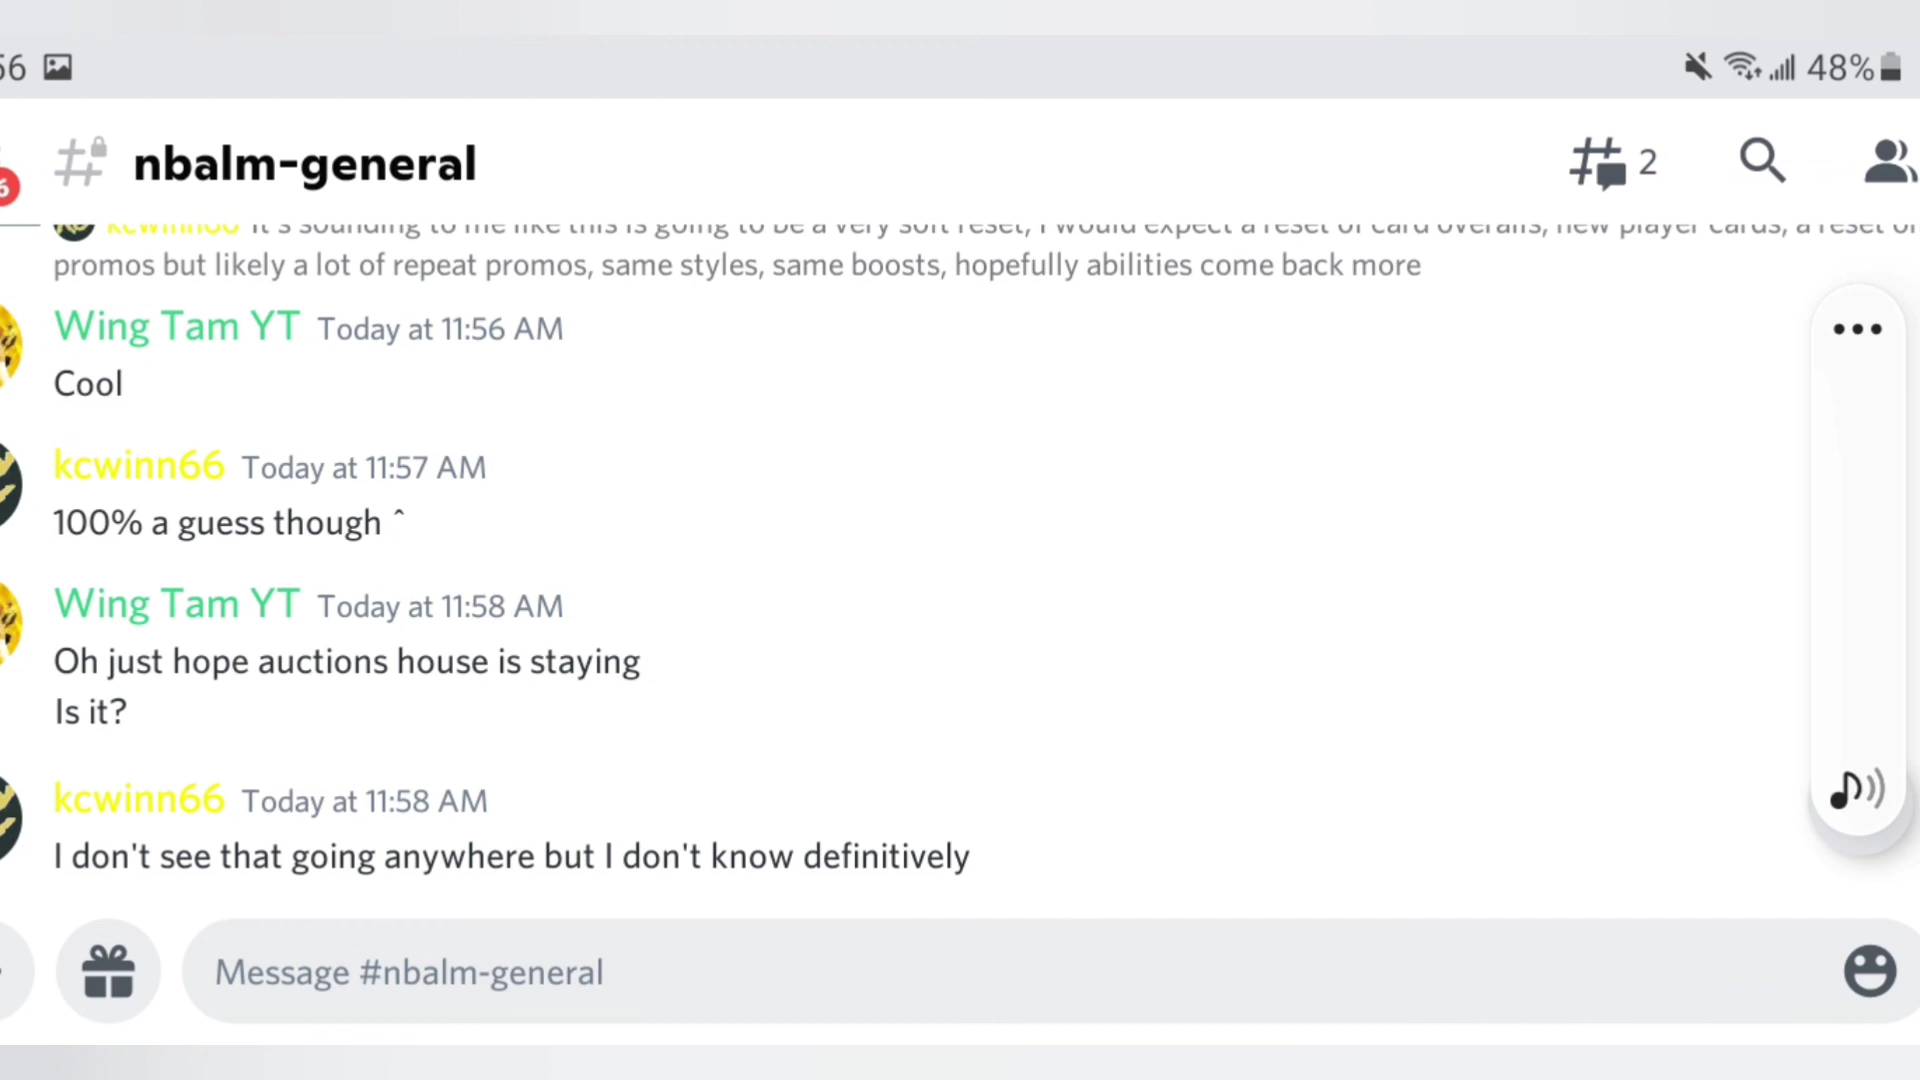 56 48%
6 nbalm-general 2
kcwinn66 It's sounding to me like this is going to be a very soft reset, I would expect a reset of card overalls, new player cards, a reset of
promos but likely a lot of repeat promos, same styles, same boosts, hopefully abilities come back more
Wing Tam YT Today at 11:56 AM
Cool
kcwinn66 Today at 11:57 AM
100% a guess though ^
Wing Tam YT Today at 11:58 AM
Oh just hope auctions house is staying
Is it?
kcwinn66 Today at 11:58 AM
I don't see that going anywhere but I don't know definitively
Message #nbalm-general